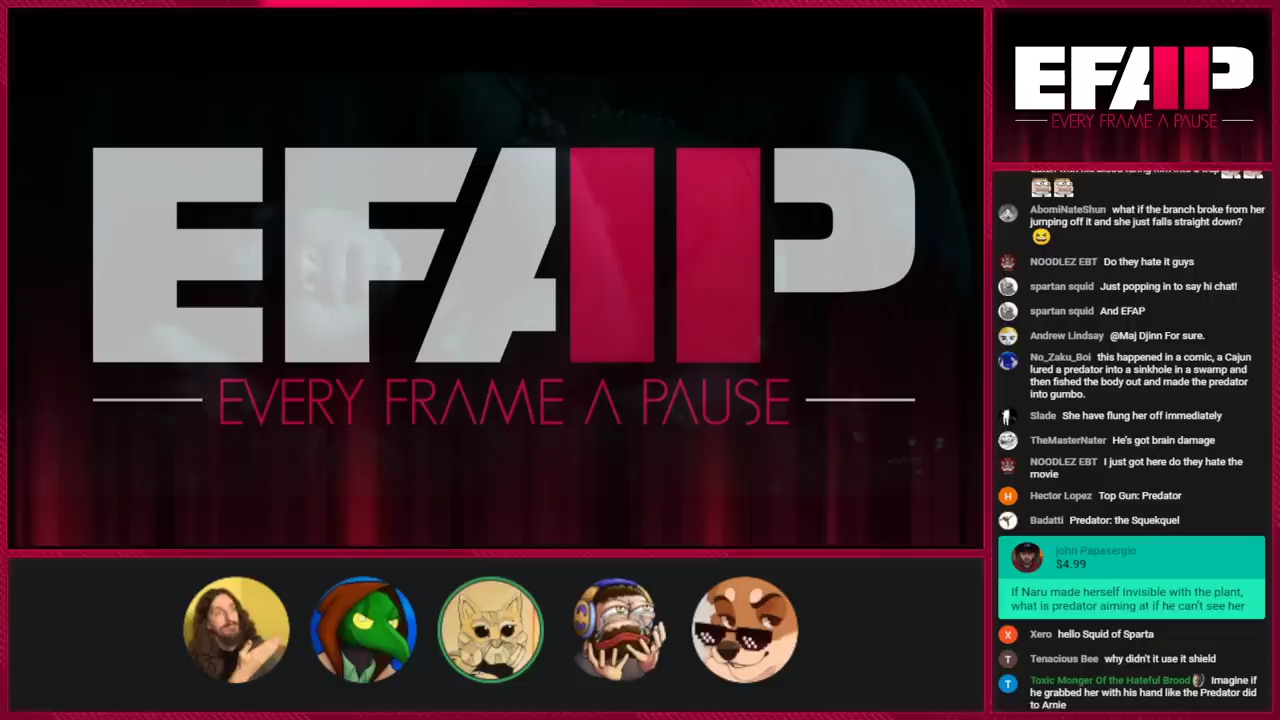 EFAP
EVERY FRAME A PAUSE
EFAP
EVERY FRAME A PAUSE
AbomiNateShun what if the branch broke from her
jumping off it and she just falls straight down?
NOODLEZ EBT Do they hate it guys
spartan squid Just popping in to say hi chat!
spartan squid And EFAP
Andrew Lindsay @Maj Djinn For sure.
No_Zaku_Boi this happened in a comic, a Cajun
lured a predator into a sinkhole in a swamp and
then fished the body out and made the predator
into gumbo.
Slade She have flung her off immediately
TheMasterNater He's got brain damage
NOODLEZ EBT I just got here do they hate the
movie
H
Hector Lopez Top Gun: Predator
Badatti Predator: the Squekquel
john Papasergio
$4.99
If Naru made herself Invisible with the plant,
what is predator aiming at if he can't see her
X
Xero hello Squid of Sparta
T
Tenacious Bee why didn't it use it shield
T
Toxic Monger Of the Hateful Brood Imagine if
he grabbed her with his hand like the Predator did
to Arnie